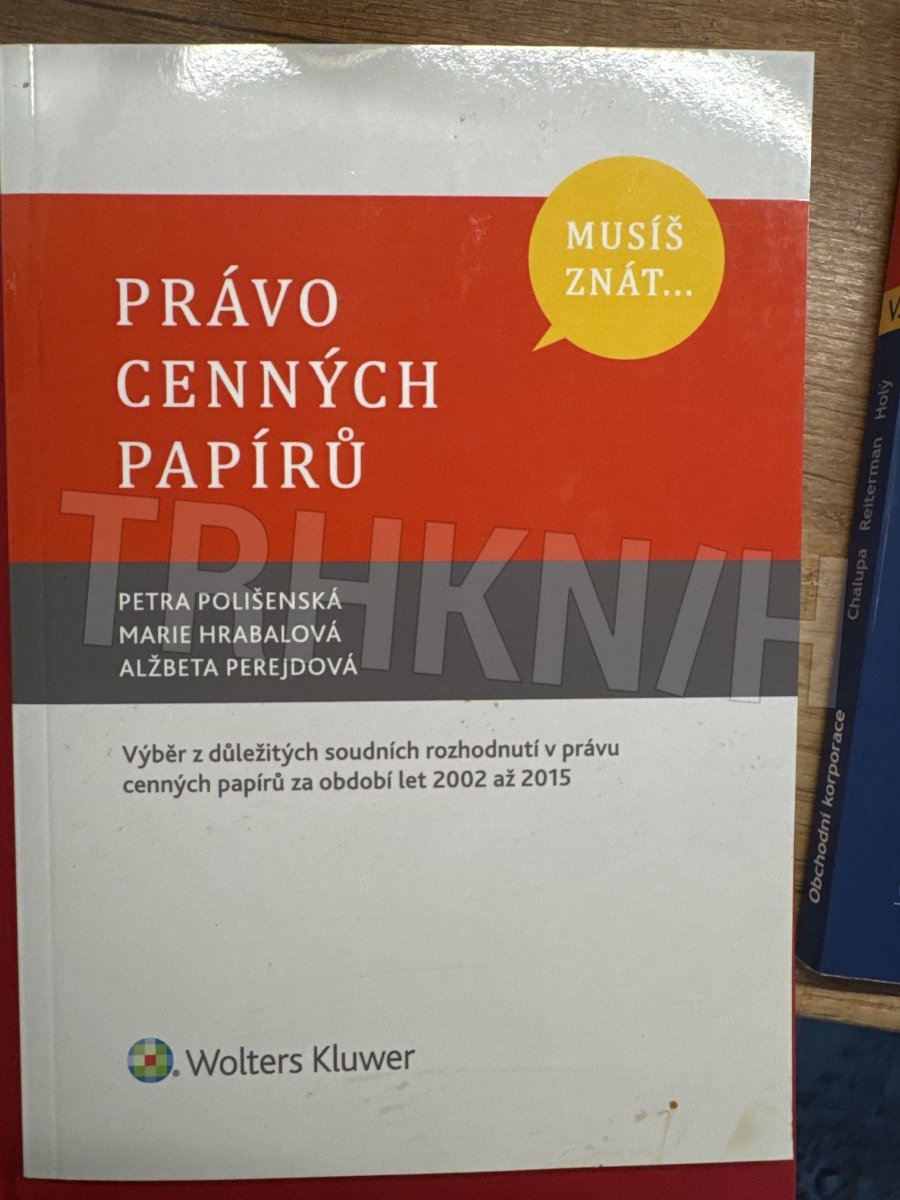 MUSÍŠ
ZNÁT...
PRÁVO
CENNÝCH
PAPÍRŮ
TRHKN/H
PETRA POLIŠENSKÁ
MARIE HRABALOVÁ
ALŽBETA PEREJDOVÁ
Výběr z důležitých soudních rozhodnutí v právu
cenných papírů za období let 2002 až 2015
Wolters Kluwer
Obchodní korporace Chalupa Reiterman Holý